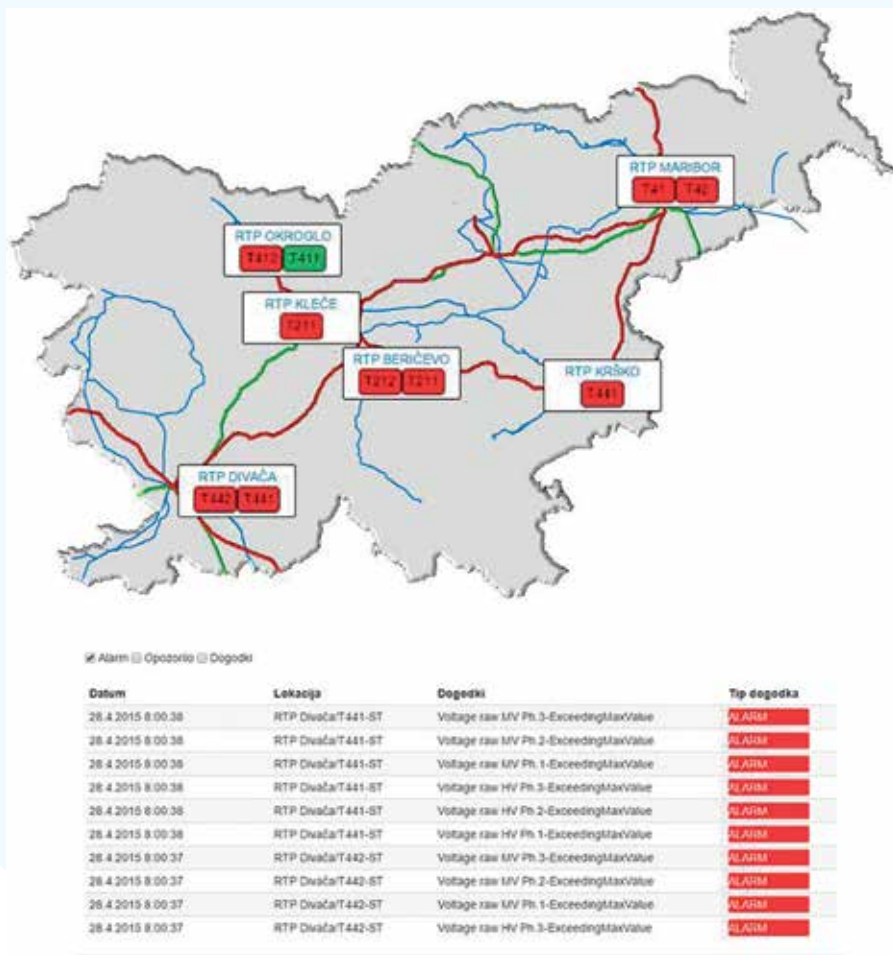 RTP MARIBOR
T41 T42
RTP OKROGLO
T412 T411
RTP KLEČE
T211
RTP BERIČEVO
T212 T211
RTP KRŠKO
T441
RTP DIVAČA
T442 T441
Alarm Opozorilo Dogodki
Datum Lokacija Dogodki Tip dogodka
28.4.2015 8:00:38 RTP Divača/T441-ST Voltage raw MV Ph.3-ExceedingMaxValue ALARM
28.4.2015 8:00:38 RTP Divača/T441-ST Voltage raw MV Ph.2-ExceedingMaxValue ALARM
28.4.2015 8:00:38 RTP Divača/T441-ST Voltage raw MV Ph.1-ExceedingMaxValue ALARM
28.4.2015 8:00:38 RTP Divača/T441-ST Voltage raw HV Ph.3-ExceedingMaxValue ALARM
28.4.2015 8:00:38 RTP Divača/T441-ST Voltage raw HV Ph.2-ExceedingMaxValue ALARM
28.4.2015 8:00:38 RTP Divača/T441-ST Voltage raw HV Ph.1-ExceedingMaxValue ALARM
28.4.2015 8:00:37 RTP Divača/T442-ST Voltage raw MV Ph.3-ExceedingMaxValue ALARM
28.4.2015 8:00:37 RTP Divača/T442-ST Voltage raw MV Ph.2-ExceedingMaxValue ALARM
28.4.2015 8:00:37 RTP Divača/T442-ST Voltage raw MV Ph.1-ExceedingMaxValue ALARM
28.4.2015 8:00:37 RTP Divača/T442-ST Voltage raw HV Ph.3-ExceedingMaxValue ALARM